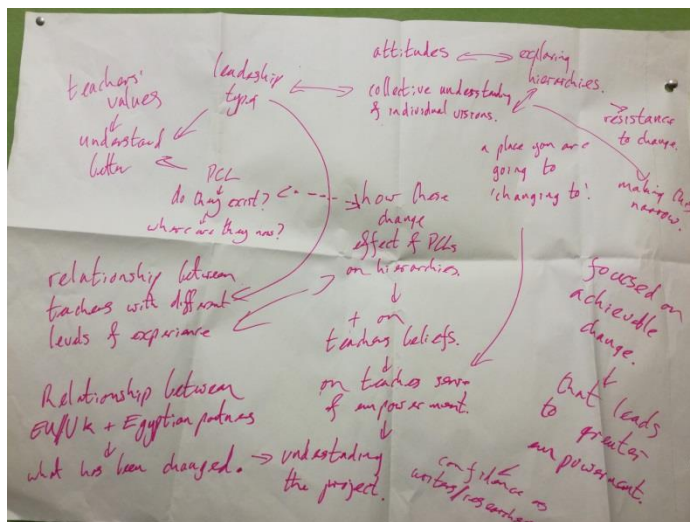 teachers'
values
understand
better
leadership
type
attitudes
exploring
hierarchies.
collective understanding
of individual visions.
resistance
to change.
a place you are
going to
'changing to'.
making
narrow.
PCL
do they exist?
where are they now?
how these
change
effect of PCLs
on hierarchies
+ on
teachers beliefs.
on teachers sense
of empowerment.
understanding
the project.
relationship between
teachers with different
levels of experience
Relationship between
EU/UK + Egyptian partners
what has been changed.
focused on
achievable
change.
that leads
to greater
empowerment.
confidence as
writers/researchers